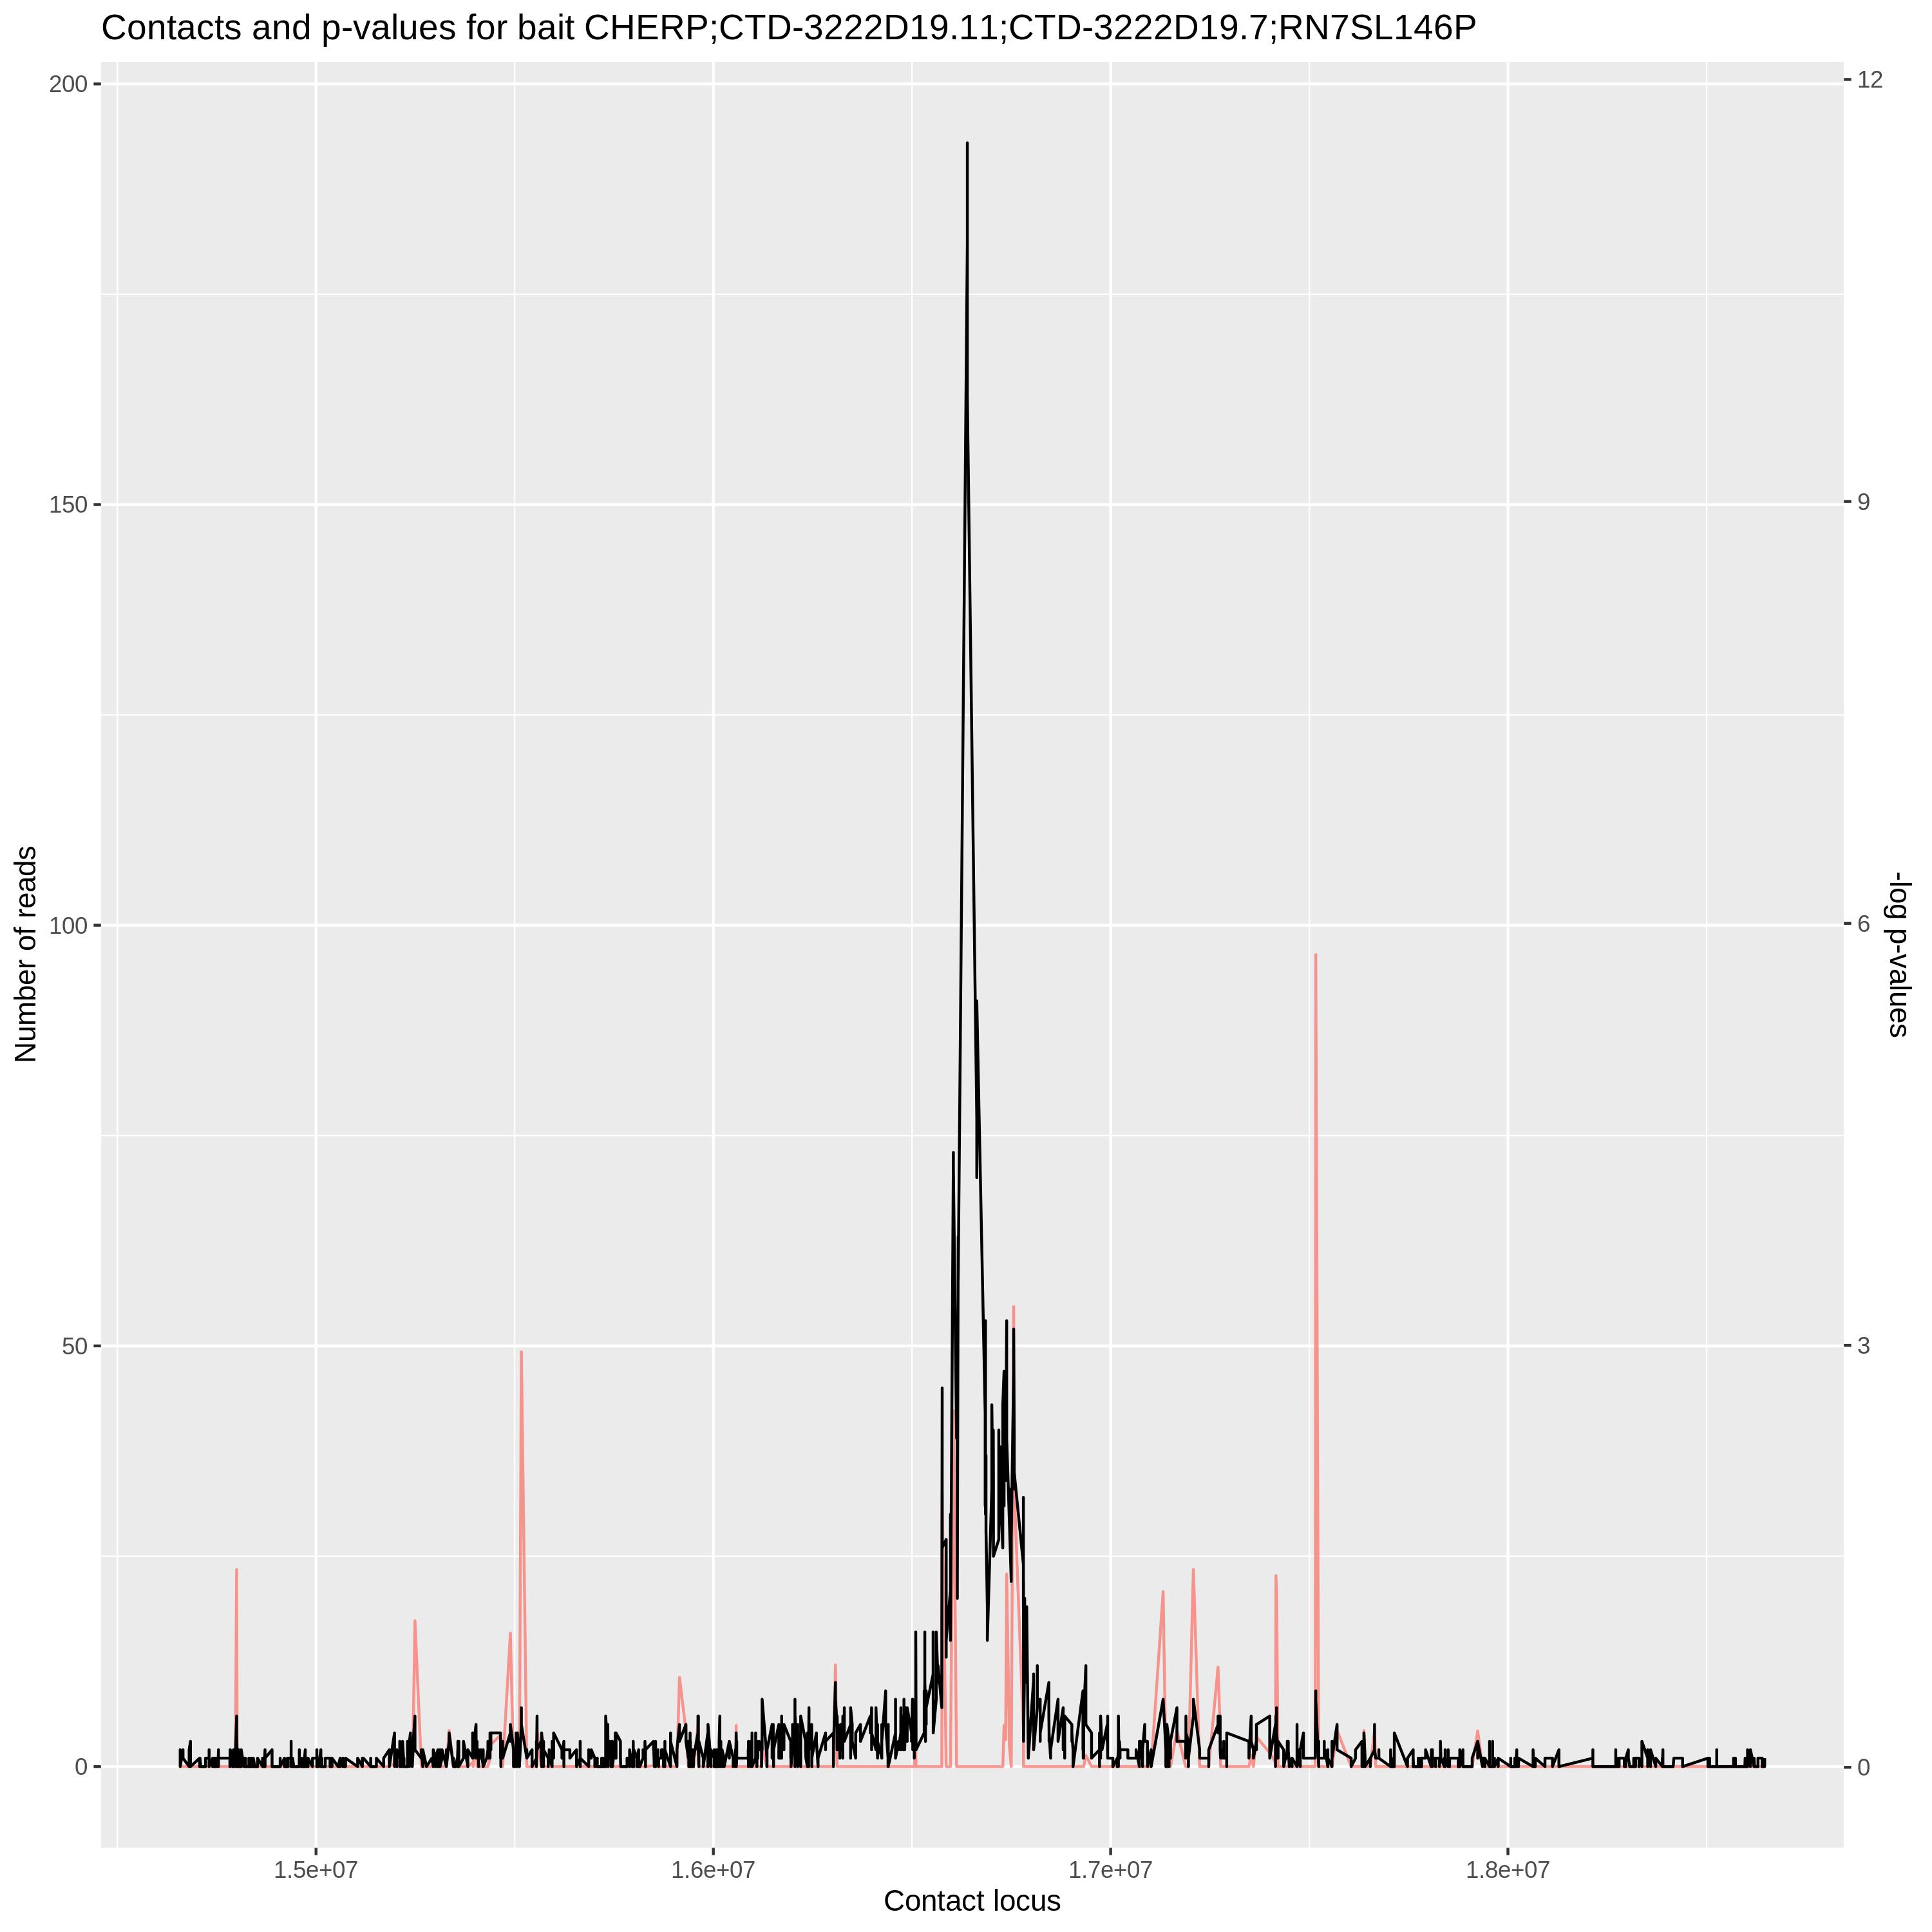 Contacts and p-values for bait CHERP;CTD-3222D19.11;CTD-3222D19.7;RN7SL146P
200
150
100
50
0
Number of reads
12
9
6
3
0
-log p-values
1.5e+07
1.6e+07
1.7e+07
1.8e+07
Contact locus